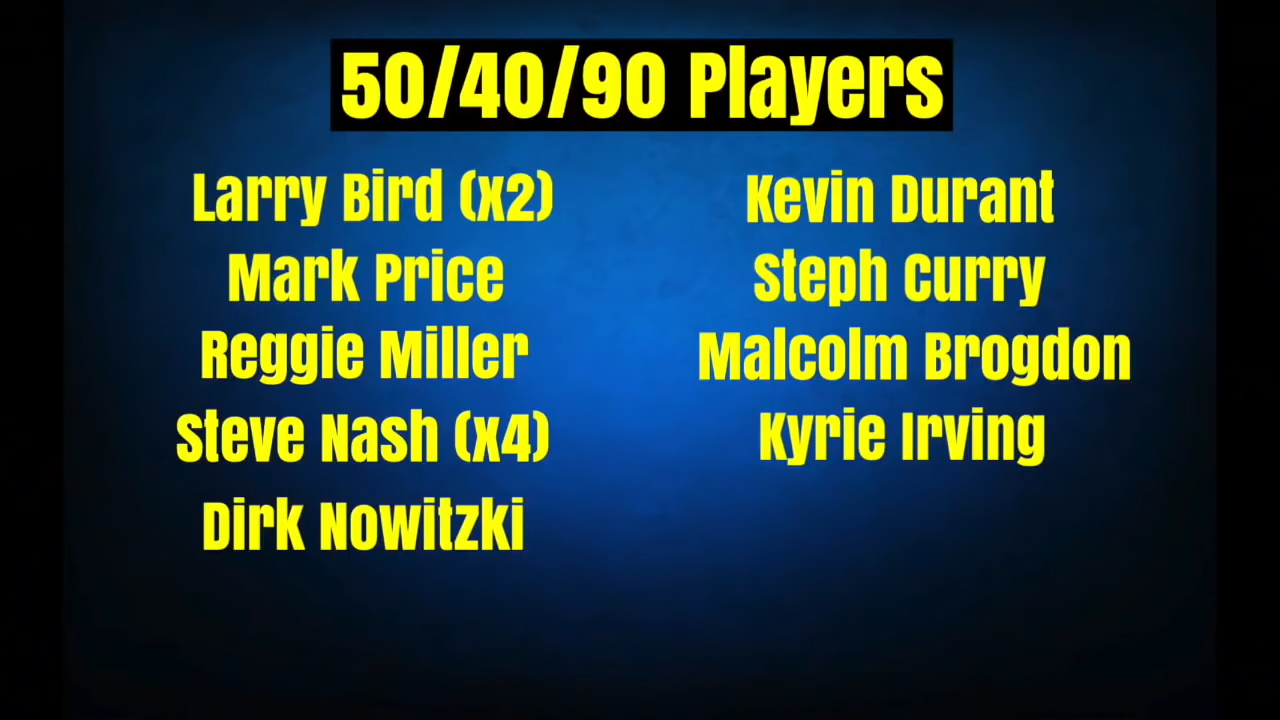 50/40/90 Players
Larry Bird (x2)
Mark Price
Reggie Miller
Steve Nash (x4)
Dirk Nowitzki
Kevin Durant
Steph Curry
Malcolm Brogdon
Kyrie Irving